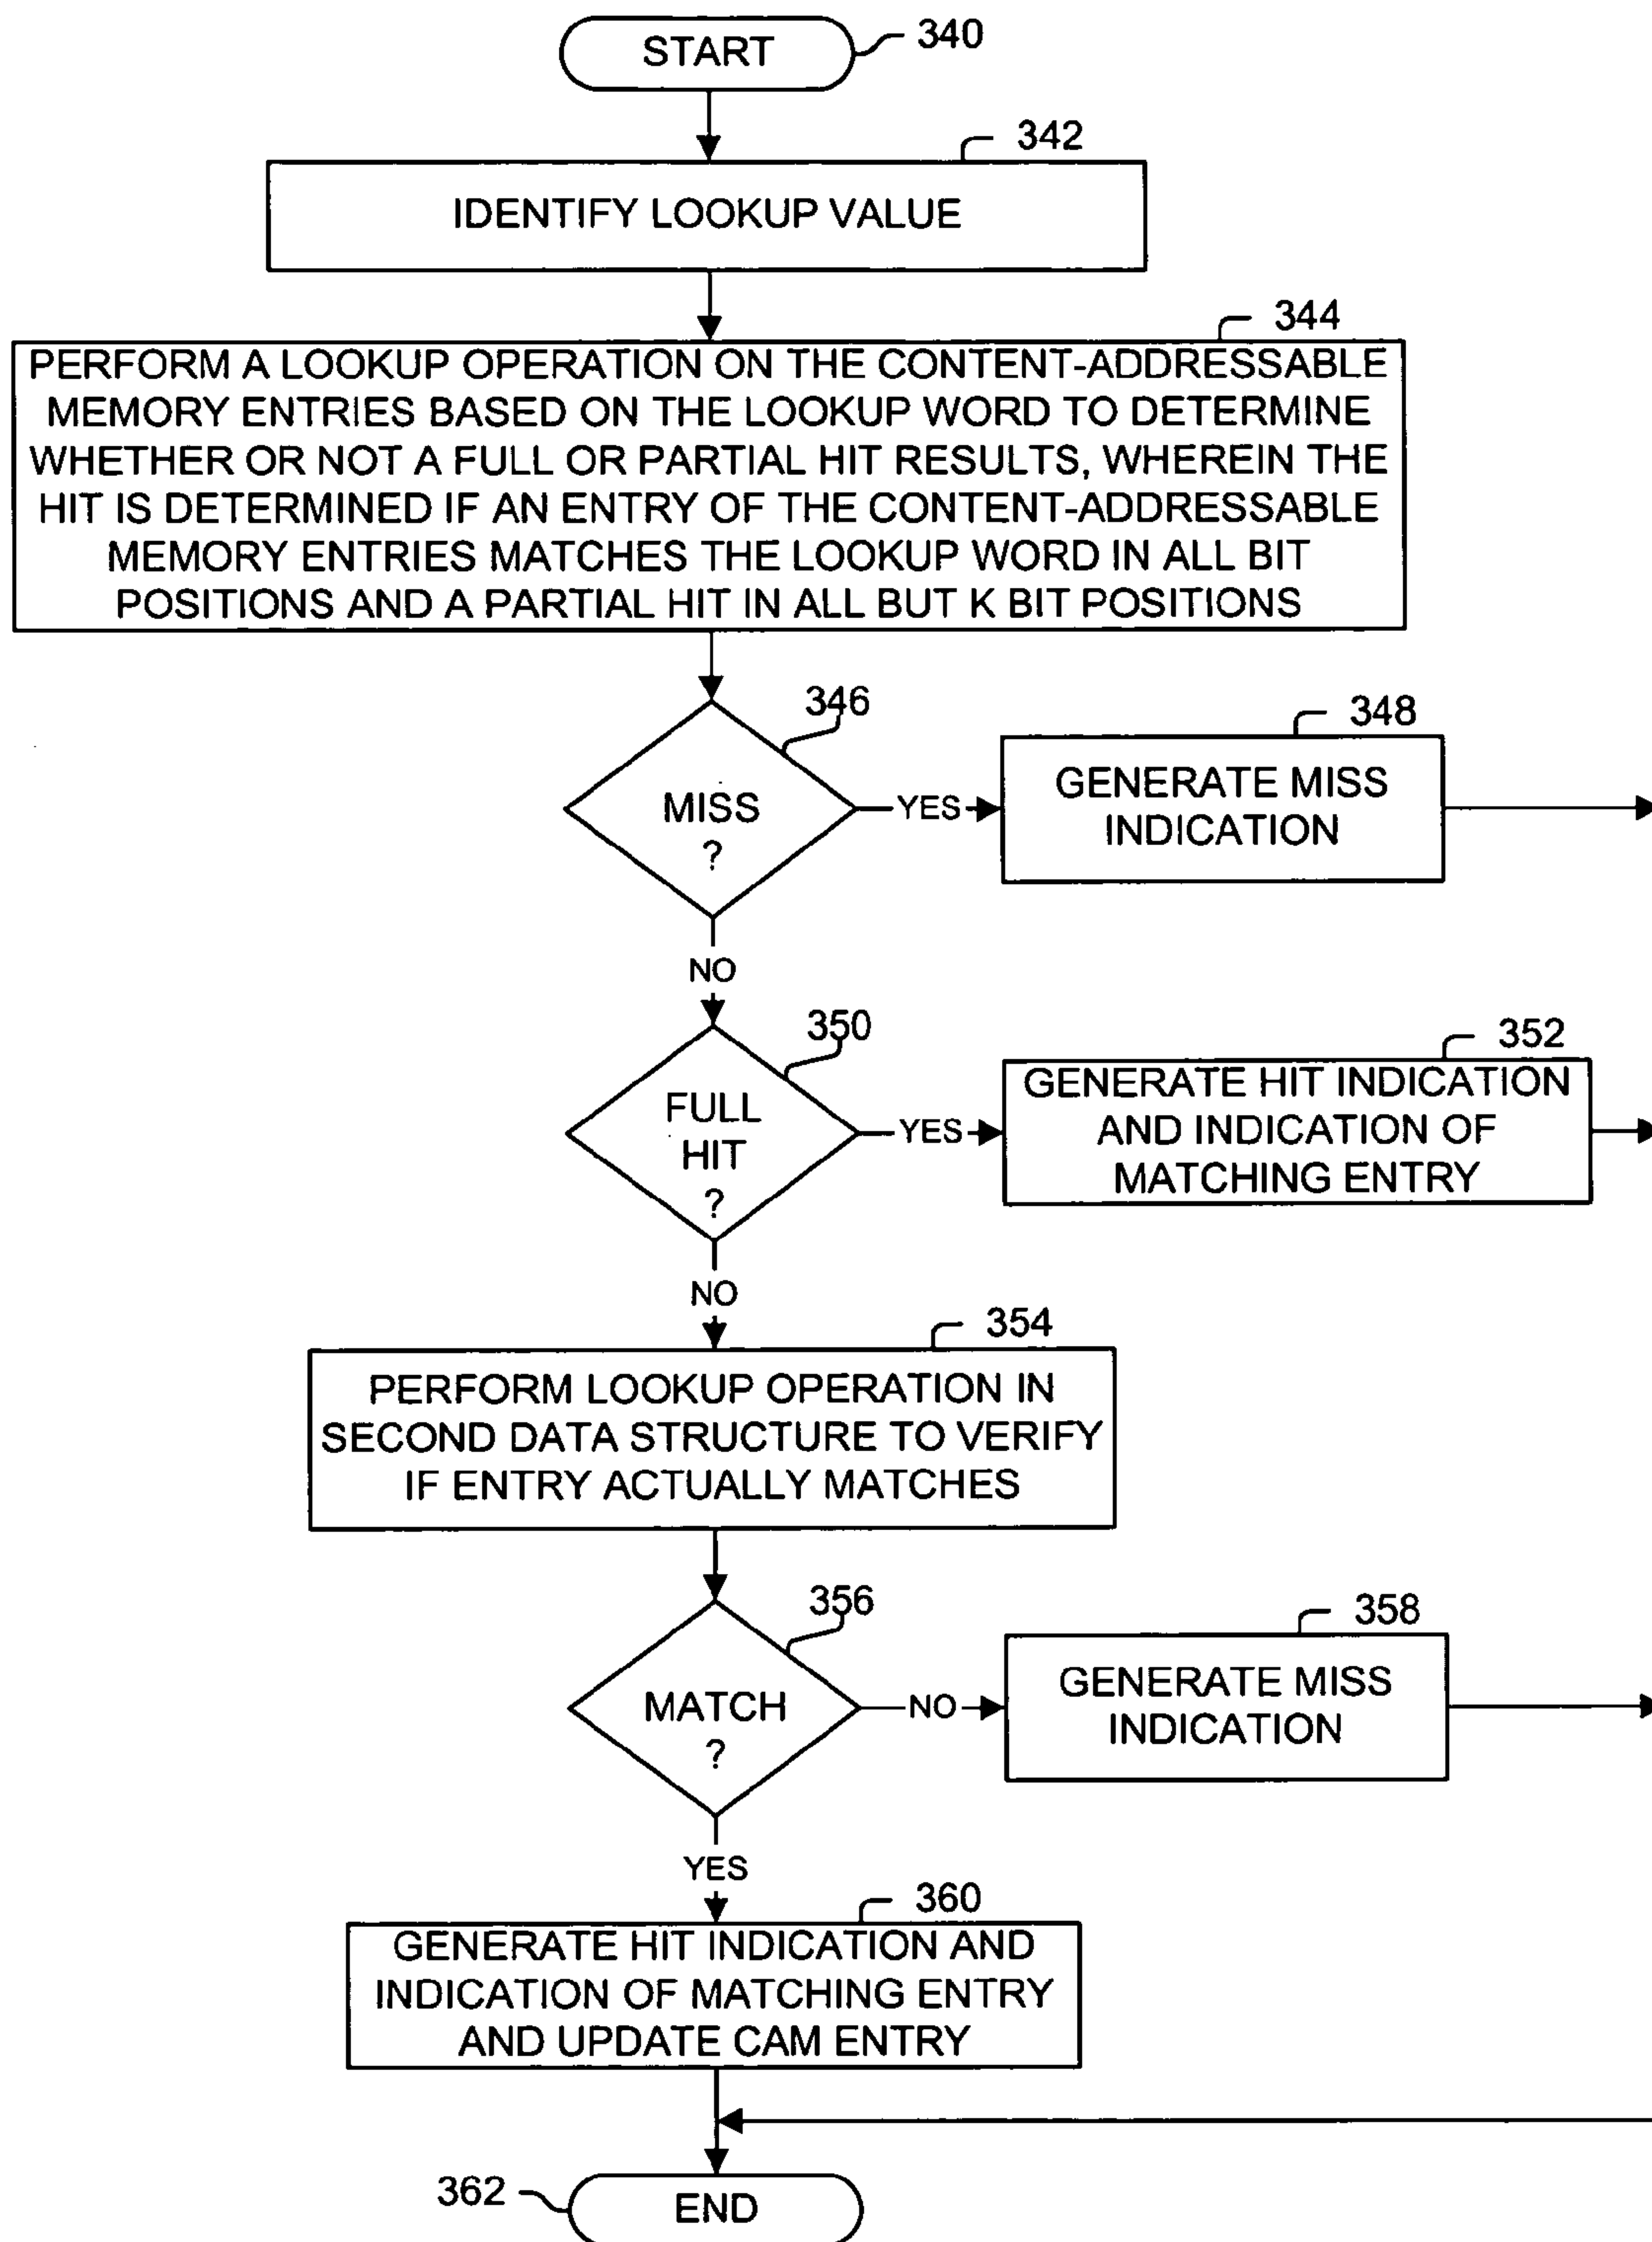 START
340
342
IDENTIFY LOOKUP VALUE
344
PERFORM A LOOKUP OPERATION ON THE CONTENT-ADDRESSABLE
MEMORY ENTRIES BASED ON THE LOOKUP WORD TO DETERMINE
WHETHER OR NOT A FULL OR PARTIAL HIT RESULTS, WHEREIN THE
HIT IS DETERMINED IF AN ENTRY OF THE CONTENT-ADDRESSABLE
MEMORY ENTRIES MATCHES THE LOOKUP WORD IN ALL BIT
POSITIONS AND A PARTIAL HIT IN ALL BUT K BIT POSITIONS
346
MISS
?
YES
348
GENERATE MISS
INDICATION
NO
350
FULL
HIT
?
YES
352
GENERATE HIT INDICATION
AND INDICATION OF
MATCHING ENTRY
NO
354
PERFORM LOOKUP OPERATION IN
SECOND DATA STRUCTURE TO VERIFY
IF ENTRY ACTUALLY MATCHES
356
MATCH
?
NO
358
GENERATE MISS
INDICATION
YES
360
GENERATE HIT INDICATION AND
INDICATION OF MATCHING ENTRY
AND UPDATE CAM ENTRY
362
END